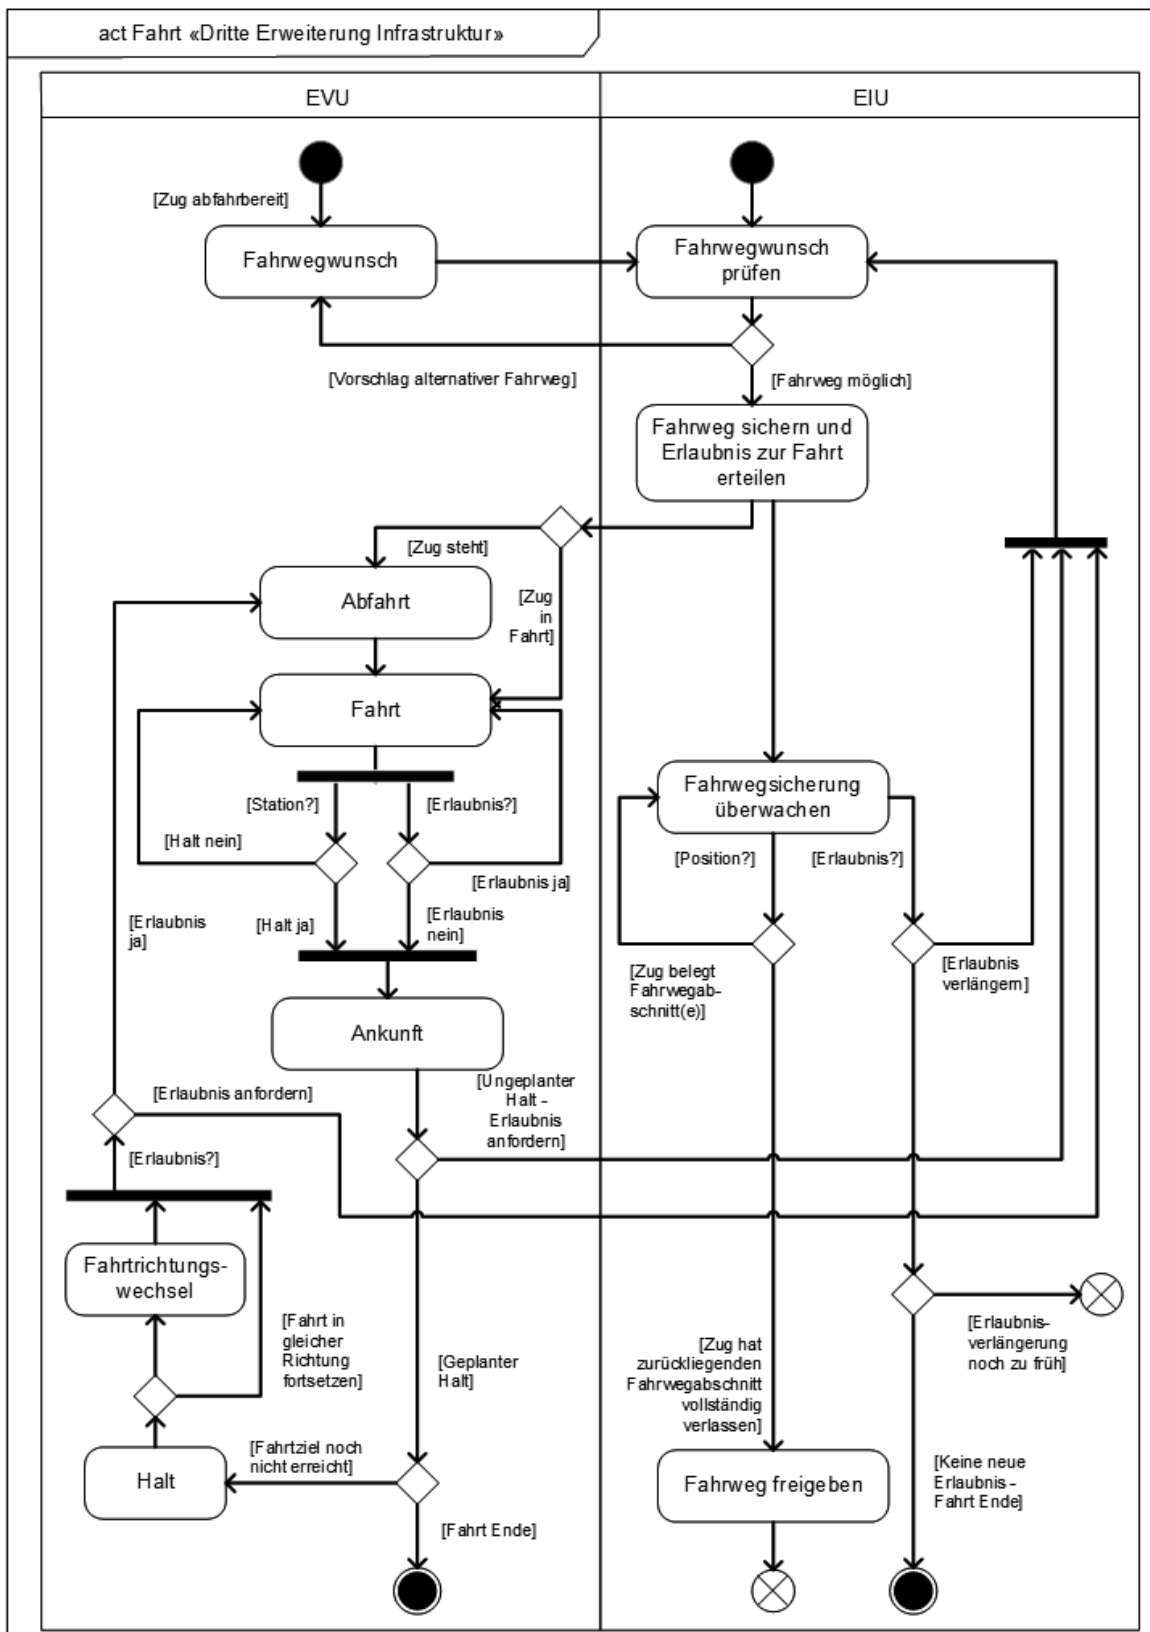 act Fahrt «Dritte Erweiterung Infrastruktur»
EVU
EIU
[Zug abfahrbereit]
Fahrwegwunsch
Fahrwegwunsch
prüfen
[Vorschlag alternativer Fahrweg]
[Fahrweg möglich]
Fahrweg sichern und
Erlaubnis zur Fahrt
erteilen
[Zug steht]
Abfahrt
[Zug
in
Fahrt]
Fahrt
[Station?]
[Erlaubnis?]
[Halt nein]
[Erlaubnis ja]
Fahrwegsicherung
überwachen
[Position?]
[Erlaubnis?]
[Erlaubnis
ja]
[Halt ja]
[Erlaubnis
nein]
[Zug belegt
Fahrwegab-
schnitt(e)]
[Erlaubnis
verlängern]
Ankunft
[Ungeplanter
Halt -
Erlaubnis
anfordern]
[Erlaubnis anfordern]
[Erlaubnis?]
Fahrtrichtungs-
wechsel
[Fahrt in
gleicher
Richtung
fortsetzen]
[Geplanter
Halt]
[Zug hat
zurückliegenden
Fahrwegabschnitt
vollständig
verlassen]
[Erlaubnis-
verlängerung
noch zu früh]
Halt
[Fahrtziel noch
nicht erreicht]
[Fahrt Ende]
Fahrweg freigeben
[Keine neue
Erlaubnis -
Fahrt Ende]